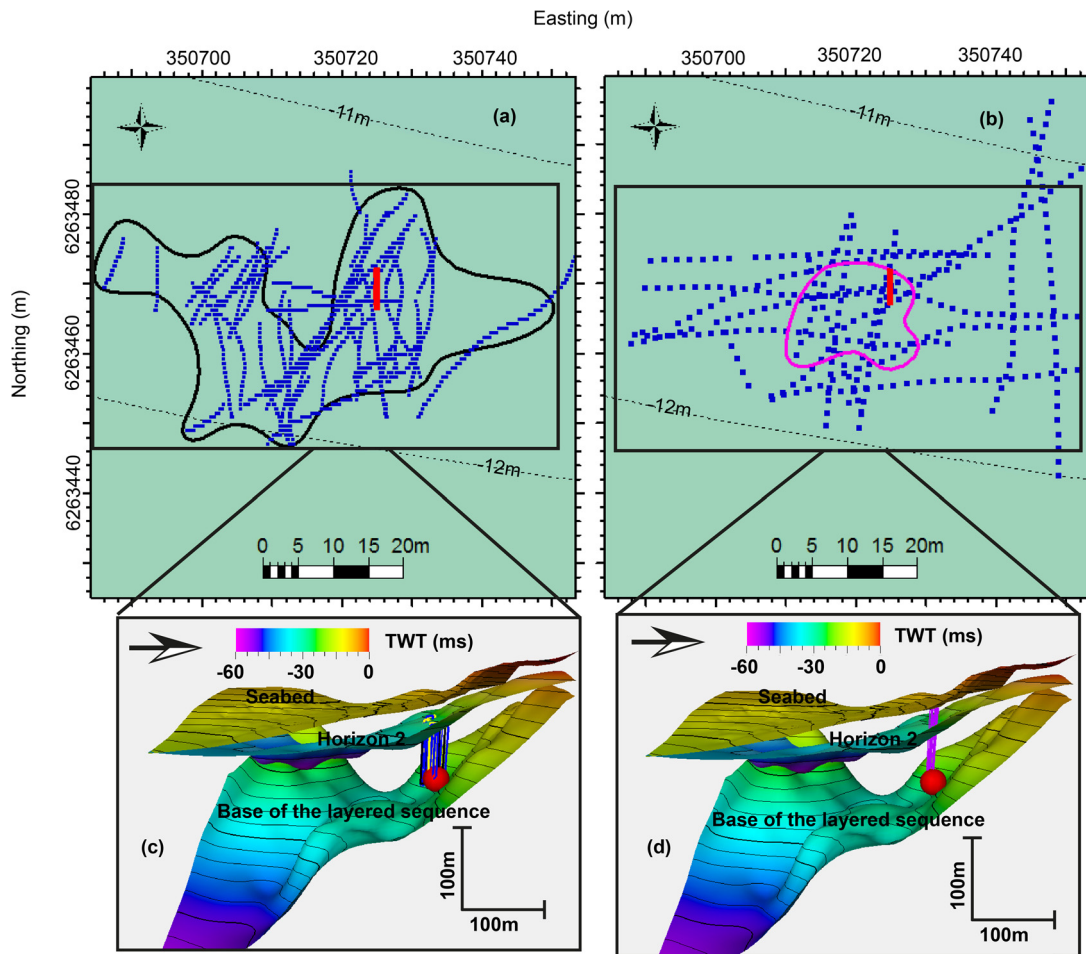 Easting (m)
350700 350720 350740 350700 350720 350740
-11m (a) -11m (b)
6263480
6263460
6263440
Northing (m)
-12m -12m
0 5 10 15 20m 0 5 10 15 20m
TWT (ms) TWT (ms)
-60 -30 0 -60 -30 0
Seabed Seabed
Horizon 2 Horizon 2
Base of the layered sequence Base of the layered sequence
(c) 100m (d) 100m
100m 100m